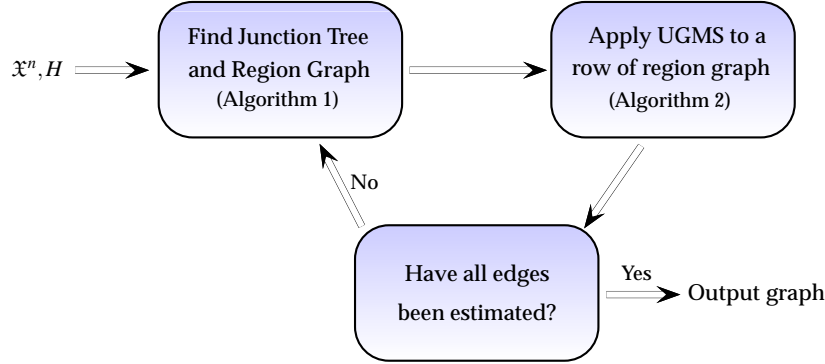 𝔛ⁿ, H
Find Junction Tree
and Region Graph
(Algorithm 1)
Apply UGMS to a
row of region graph
(Algorithm 2)
No
Have all edges
been estimated?
Yes
Output graph